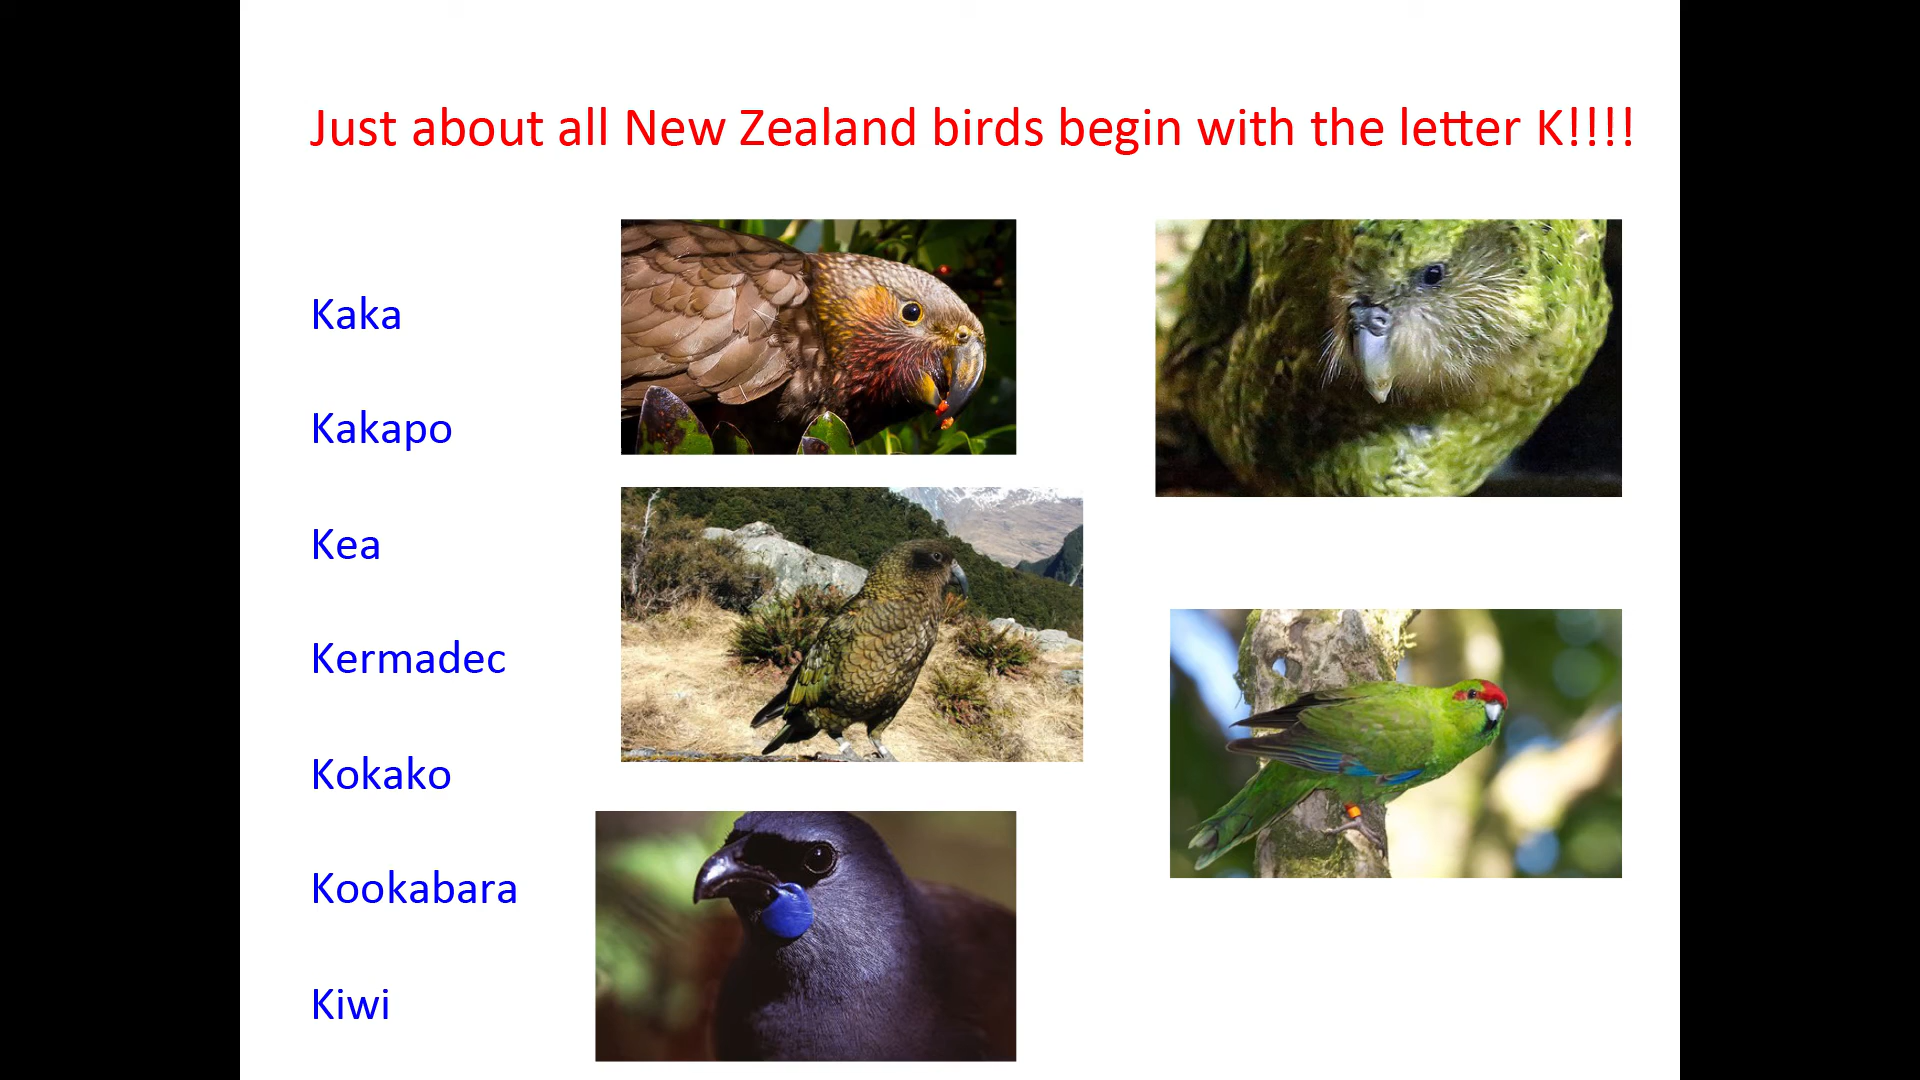 Just about all New Zealand birds begin with the letter K!!!!
Kaka
Kakapo
Kea
Kermadec
Kokako
Kookabara
Kiwi